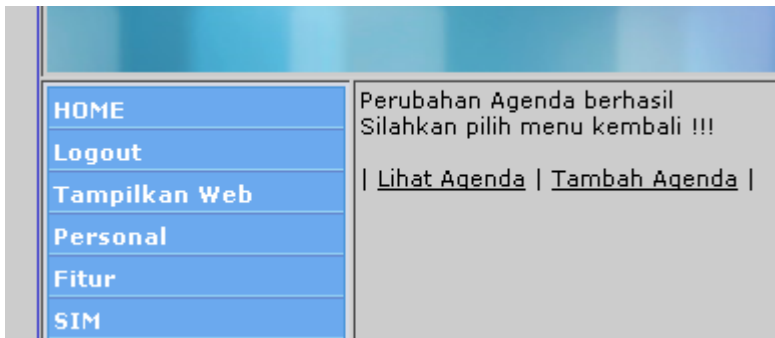 HOME
Logout
Tampilkan Web
Personal
Fitur
SIM
Perubahan Agenda berhasil
Silahkan pilih menu kembali !!!
| Lihat Agenda | Tambah Agenda |